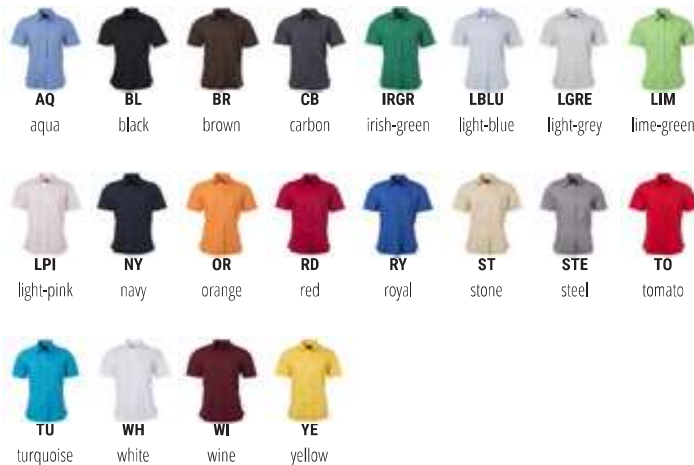 AQ BL BR CB IRGR LBLU LGRE LIM
aqua black brown carbon irish-green light-blue light-grey lime-green
LPI NY OR RD RY ST STE TO
light-pink navy orange red royal stone steel tomato
TU WH WI YE
turquoise white wine yellow